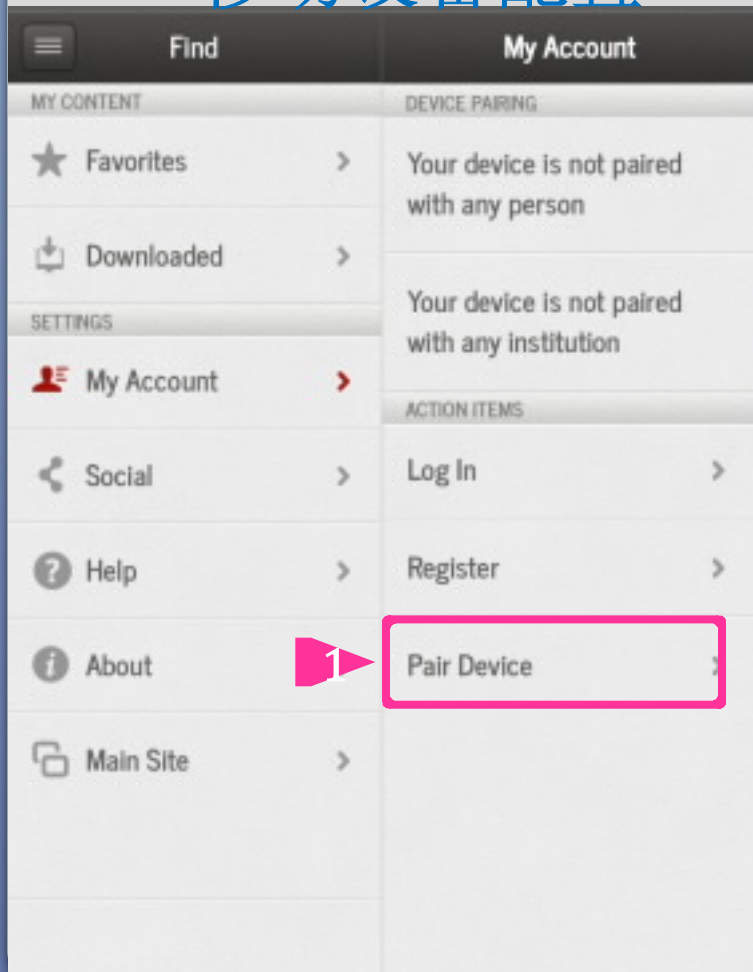 Find
MY CONTENT
Favorites
Downloaded
SETTINGS
My Account
Social
Help
About
Main Site
My Account
DEVICE PAIRING
Your device is not paired
with any person
Your device is not paired
with any institution
ACTION ITEMS
Log In
Register
1
Pair Device